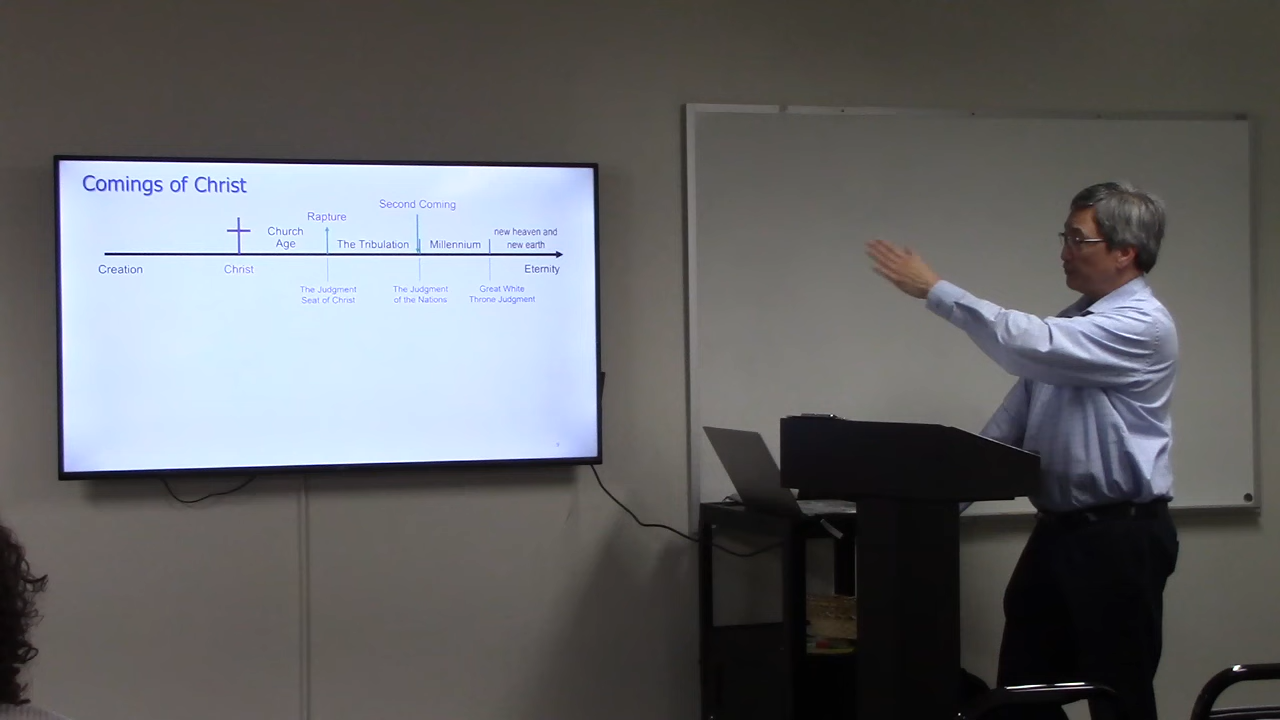 Comings of Christ
Second Coming
Rapture
Church
Age
The Tribulation
Millennium
new heaven and
new earth
Creation
Christ
Eternity
The Judgment
Seat of Christ
The Judgment
of the Nations
Great White
Throne Judgment